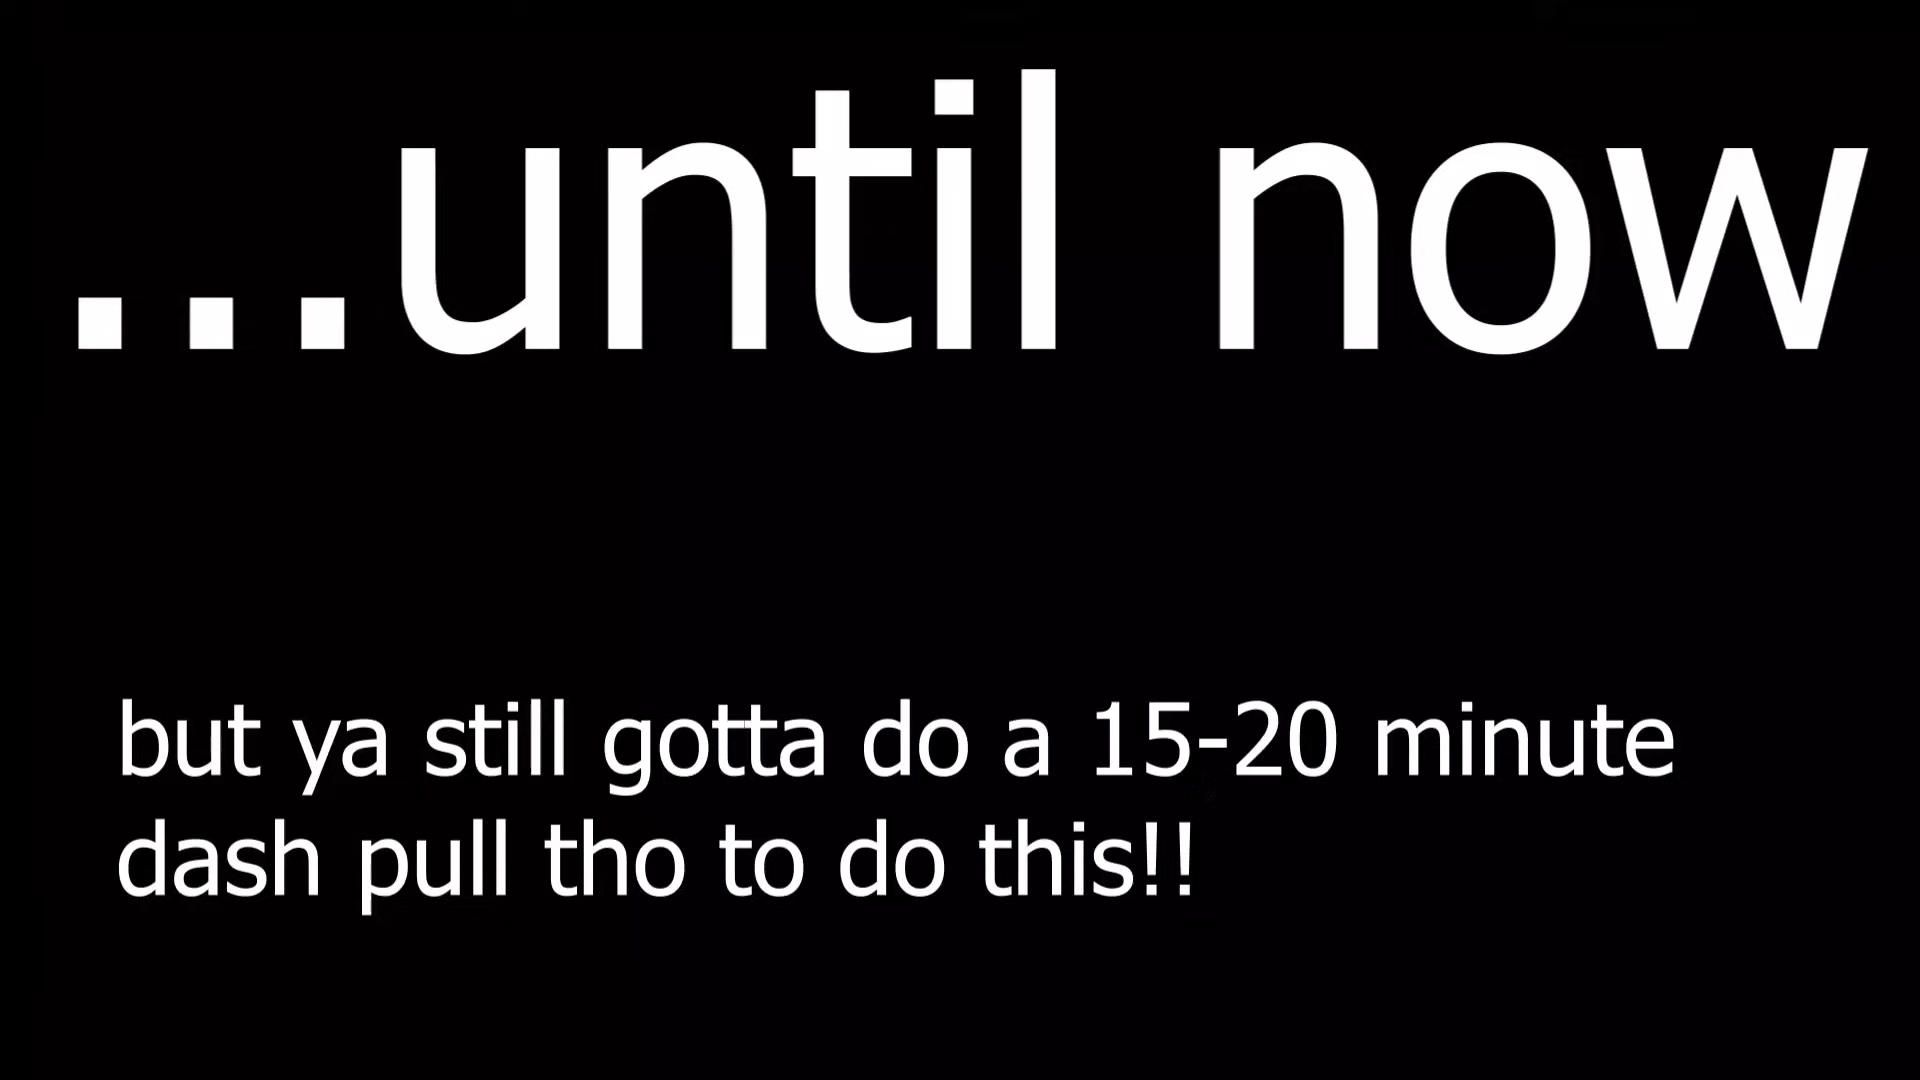 ...until now
but ya still gotta do a 15-20 minute
dash pull tho to do this!!